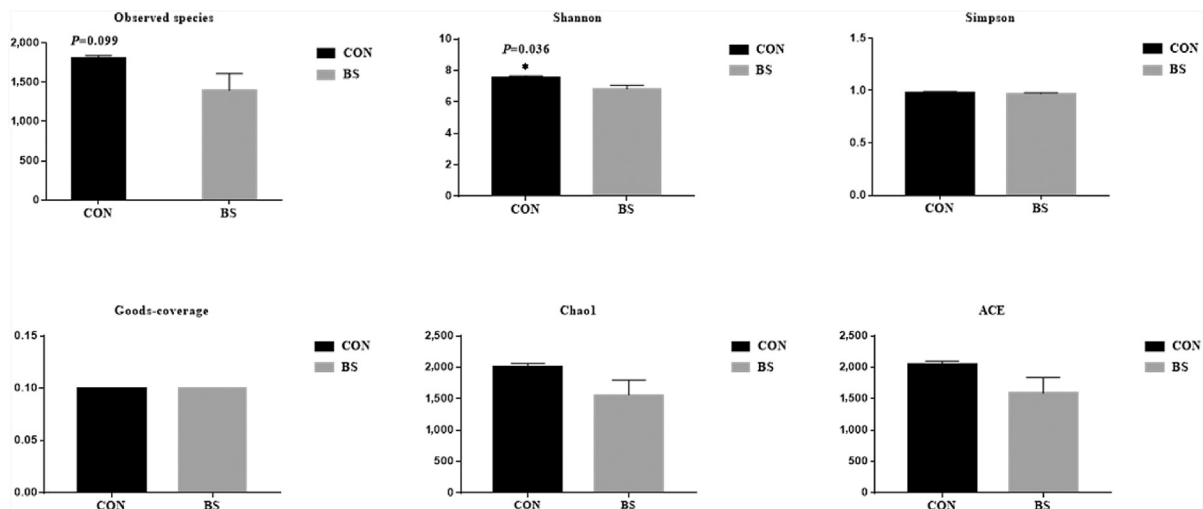 Observed species
P=0.099
2,000
1,500
1,000
500
0
CON
BS
CON
BS
Shannon
P=0.036
*
10
8
6
4
2
0
CON
BS
CON
BS
Simpson
1.5
1.0
0.5
0.0
CON
BS
CON
BS
Goods-coverage
0.15
0.10
0.05
0.00
CON
BS
CON
BS
Chao1
2,500
2,000
1,500
1,000
500
0
CON
BS
CON
BS
ACE
2,500
2,000
1,500
1,000
500
0
CON
BS
CON
BS